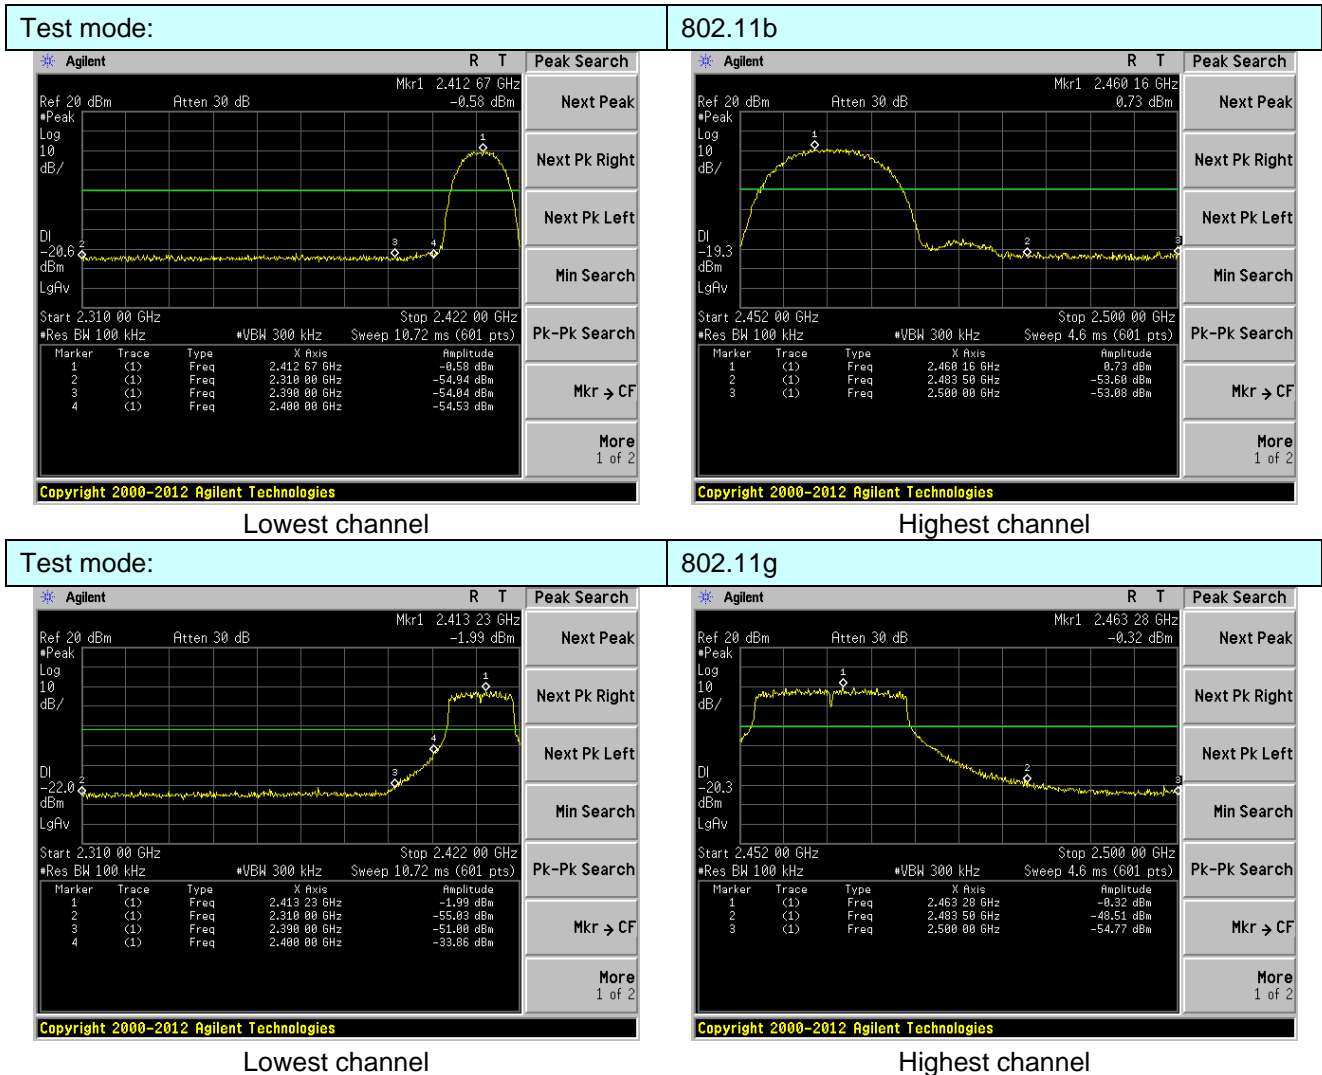 Test mode: 802.11b
Agilent R T Peak Search
Mkr1 2.412 67 GHz
Ref 20 dBm Atten 30 dB -0.58 dBm
#Peak
Log
10
dB/
1
2
3
4
DI
-20.6
dBm
LgAv
Start 2.310 00 GHz Stop 2.422 00 GHz
#Res BW 100 kHz #VBW 300 kHz Sweep 10.72 ms (601 pts)
Marker Trace Type X Axis Amplitude
1 (1) Freq 2.412 67 GHz -0.58 dBm
2 (1) Freq 2.310 00 GHz -54.94 dBm
3 (1) Freq 2.390 00 GHz -54.04 dBm
4 (1) Freq 2.400 00 GHz -54.53 dBm
Next Peak
Next Pk Right
Next Pk Left
Min Search
Pk-Pk Search
Mkr → CF
More
1 of 2
Copyright 2000-2012 Agilent Technologies
Lowest channel
Agilent R T Peak Search
Mkr1 2.460 16 GHz
Ref 20 dBm Atten 30 dB 0.73 dBm
#Peak
Log
10
dB/
1
2
3
DI
-19.3
dBm
LgAv
Start 2.452 00 GHz Stop 2.500 00 GHz
#Res BW 100 kHz #VBW 300 kHz Sweep 4.6 ms (601 pts)
Marker Trace Type X Axis Amplitude
1 (1) Freq 2.460 16 GHz 0.73 dBm
2 (1) Freq 2.483 50 GHz -53.60 dBm
3 (1) Freq 2.500 00 GHz -53.08 dBm
Next Peak
Next Pk Right
Next Pk Left
Min Search
Pk-Pk Search
Mkr → CF
More
1 of 2
Copyright 2000-2012 Agilent Technologies
Highest channel
Test mode: 802.11g
Agilent R T Peak Search
Mkr1 2.413 23 GHz
Ref 20 dBm Atten 30 dB -1.99 dBm
#Peak
Log
10
dB/
1
2
3
4
DI
-22.0
dBm
LgAv
Start 2.310 00 GHz Stop 2.422 00 GHz
#Res BW 100 kHz #VBW 300 kHz Sweep 10.72 ms (601 pts)
Marker Trace Type X Axis Amplitude
1 (1) Freq 2.413 23 GHz -1.99 dBm
2 (1) Freq 2.310 00 GHz -55.03 dBm
3 (1) Freq 2.390 00 GHz -51.00 dBm
4 (1) Freq 2.400 00 GHz -33.86 dBm
Next Peak
Next Pk Right
Next Pk Left
Min Search
Pk-Pk Search
Mkr → CF
More
1 of 2
Copyright 2000-2012 Agilent Technologies
Lowest channel
Agilent R T Peak Search
Mkr1 2.463 28 GHz
Ref 20 dBm Atten 30 dB -0.32 dBm
#Peak
Log
10
dB/
1
2
3
DI
-20.3
dBm
LgAv
Start 2.452 00 GHz Stop 2.500 00 GHz
#Res BW 100 kHz #VBW 300 kHz Sweep 4.6 ms (601 pts)
Marker Trace Type X Axis Amplitude
1 (1) Freq 2.463 28 GHz -0.32 dBm
2 (1) Freq 2.483 50 GHz -48.51 dBm
3 (1) Freq 2.500 00 GHz -54.77 dBm
Next Peak
Next Pk Right
Next Pk Left
Min Search
Pk-Pk Search
Mkr → CF
More
1 of 2
Copyright 2000-2012 Agilent Technologies
Highest channel